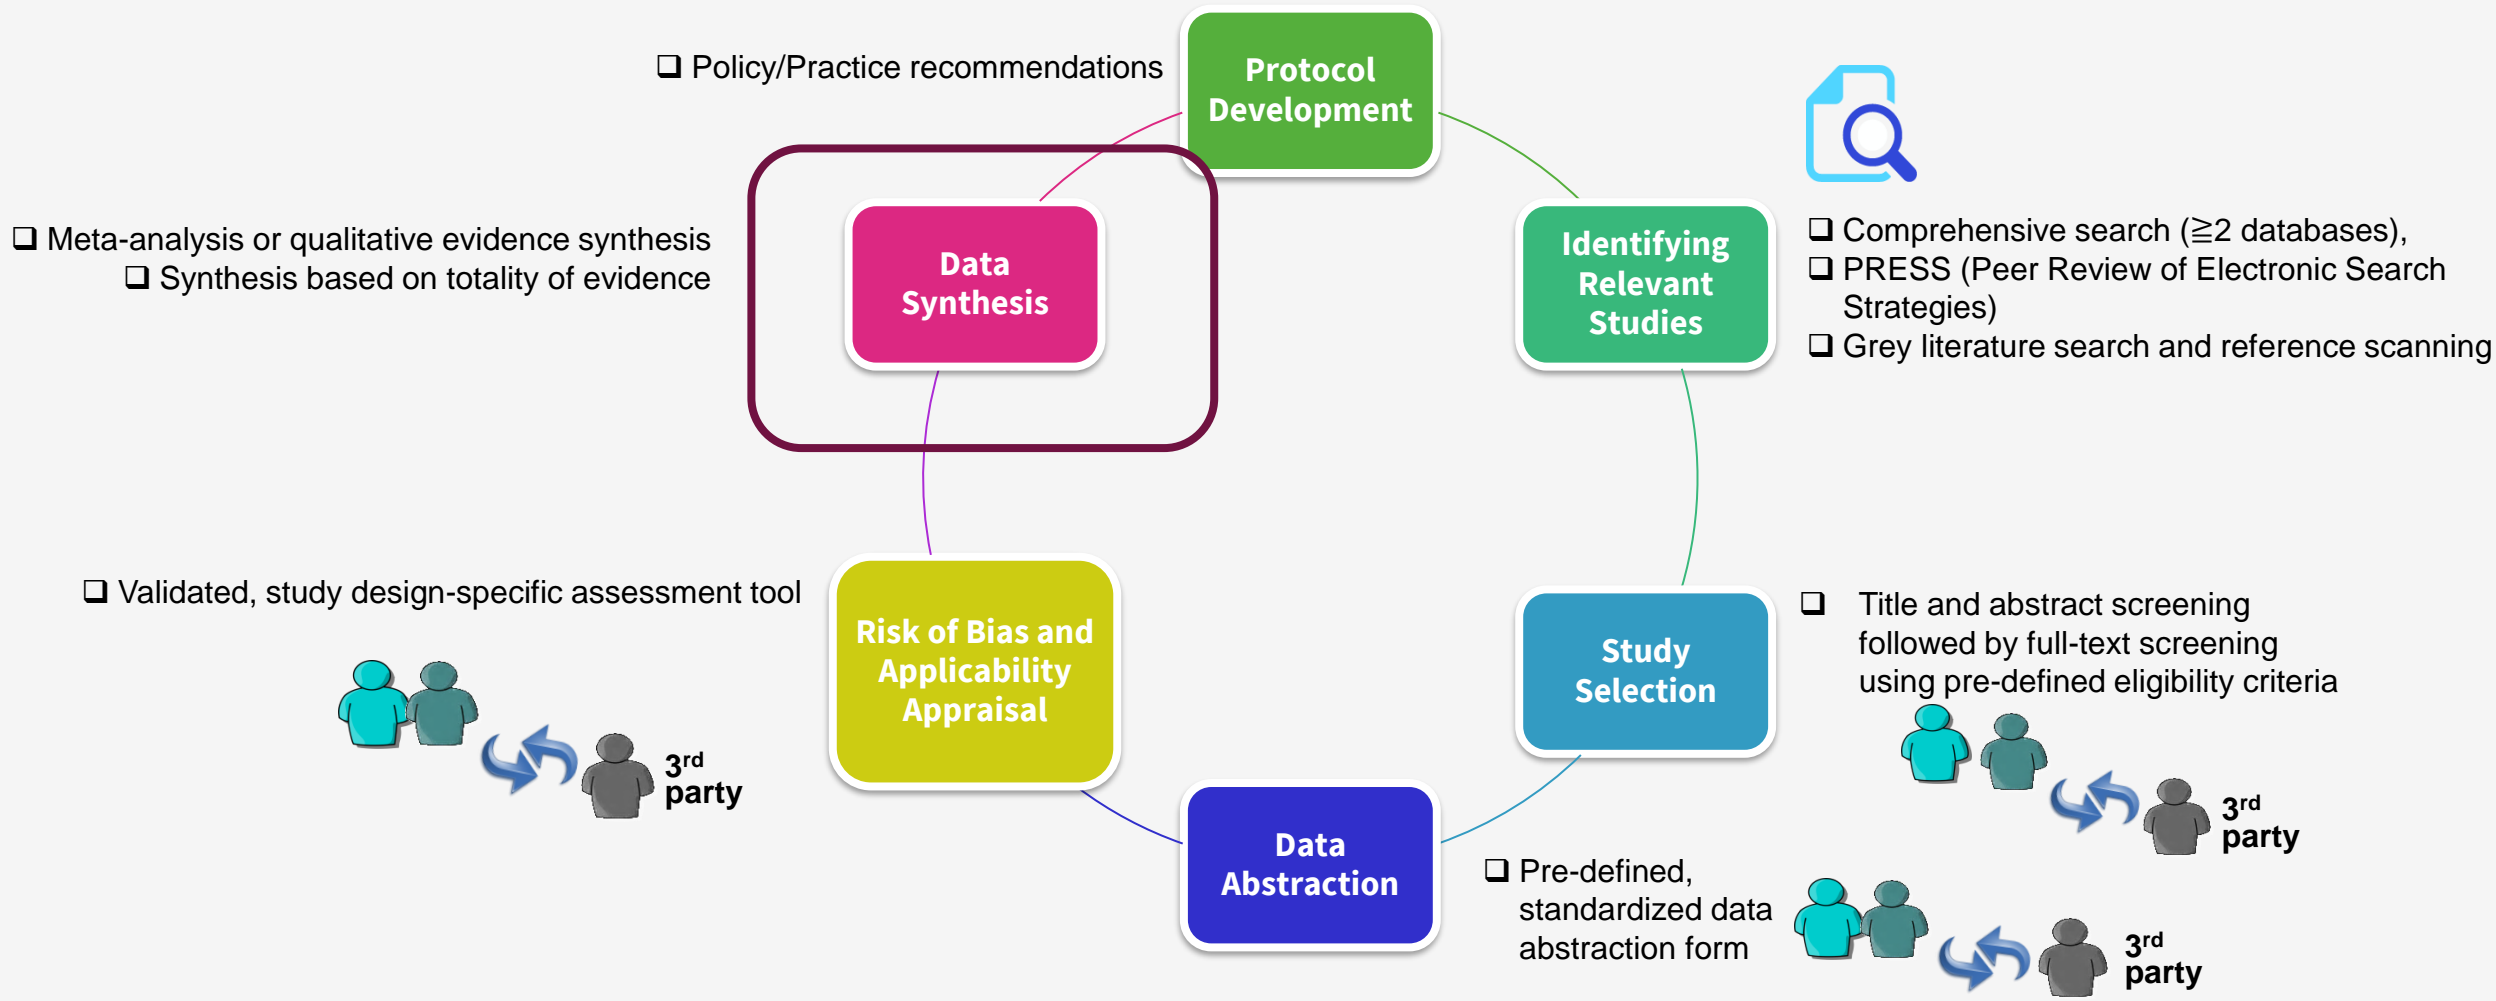 ❑ Policy/Practice recommendations
Protocol
Development
❑ Comprehensive search (≧2 databases),
❑ PRESS (Peer Review of Electronic Search
Strategies)
❑ Grey literature search and reference scanning
Identifying
Relevant
Studies
❑ Meta-analysis or qualitative evidence synthesis
❑ Synthesis based on totality of evidence
Data
Synthesis
❑ Validated, study design-specific assessment tool
Risk of Bias and
Applicability
Appraisal
3rd
party
Study
Selection
❑ Title and abstract screening
followed by full-text screening
using pre-defined eligibility criteria
3rd
party
Data
Abstraction
❑ Pre-defined,
standardized data
abstraction form
3rd
party